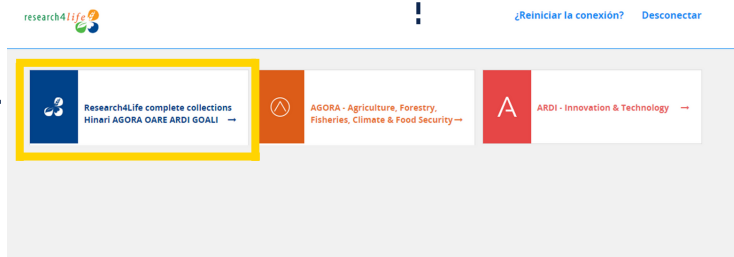 research4life
!
¿Reiniciar la conexión? Desconectar
Research4Life complete collections
Hinari AGORA OARE ARDI GOALI →
AGORA - Agriculture, Forestry,
Fisheries, Climate & Food Security →
A
ARDI - Innovation & Technology →